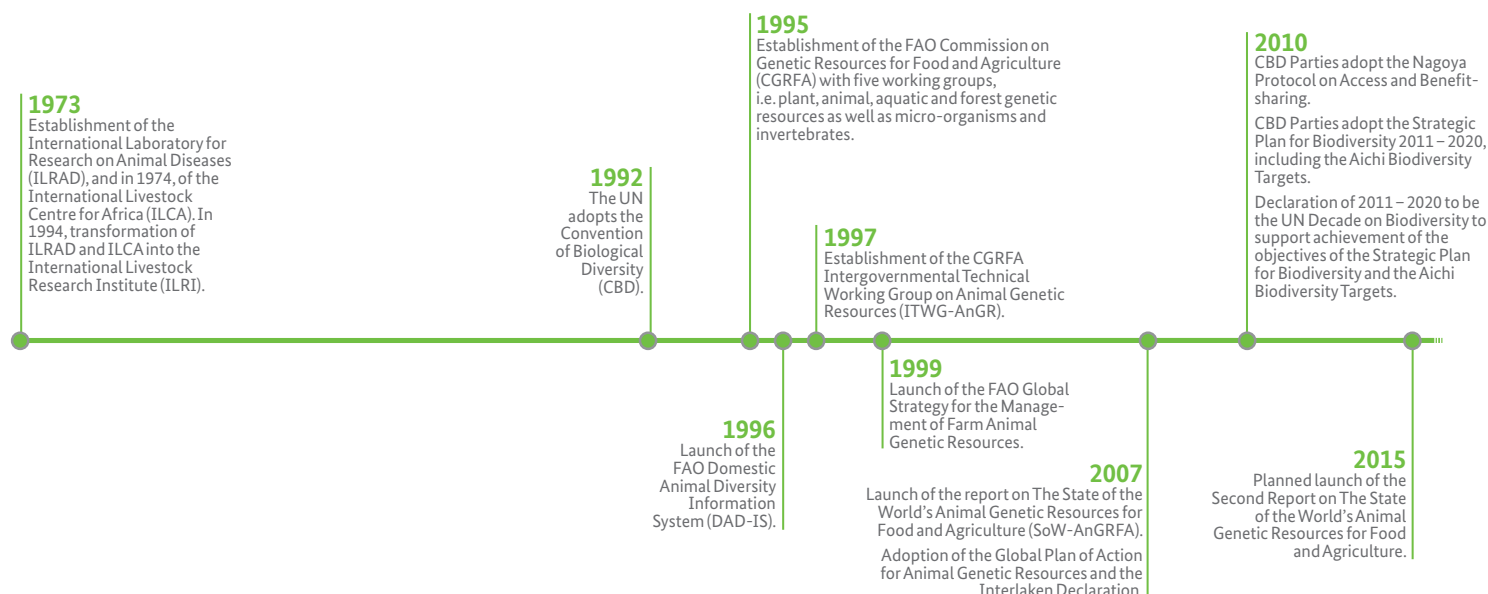 1973
Establishment of the
International Laboratory for
Research on Animal Diseases
(ILRAD), and in 1974, of the
International Livestock
Centre for Africa (ILCA). In
1994, transformation of
ILRAD and ILCA into the
International Livestock
Research Institute (ILRI).
1992
The UN
adopts the
Convention
of Biological
Diversity
(CBD).
1995
Establishment of the FAO Commission on
Genetic Resources for Food and Agriculture
(CGRFA) with five working groups,
i.e. plant, animal, aquatic and forest genetic
resources as well as micro-organisms and
invertebrates.
1996
Launch of the
FAO Domestic
Animal Diversity
Information
System (DAD-IS).
1997
Establishment of the CGRFA
Intergovernmental Technical
Working Group on Animal Genetic
Resources (ITWG-AnGR).
1999
Launch of the FAO Global
Strategy for the Manage-
ment of Farm Animal
Genetic Resources.
2007
Launch of the report on The State of the
World's Animal Genetic Resources for
Food and Agriculture (SoW-AnGRFA).
Adoption of the Global Plan of Action
for Animal Genetic Resources and the
Interlaken Declaration.
2010
CBD Parties adopt the Nagoya
Protocol on Access and Benefit-
sharing.
CBD Parties adopt the Strategic
Plan for Biodiversity 2011 – 2020,
including the Aichi Biodiversity
Targets.
Declaration of 2011 – 2020 to be
the UN Decade on Biodiversity to
support achievement of the
objectives of the Strategic Plan
for Biodiversity and the Aichi
Biodiversity Targets.
2015
Planned launch of the
Second Report on The State
of the World's Animal
Genetic Resources for Food
and Agriculture.